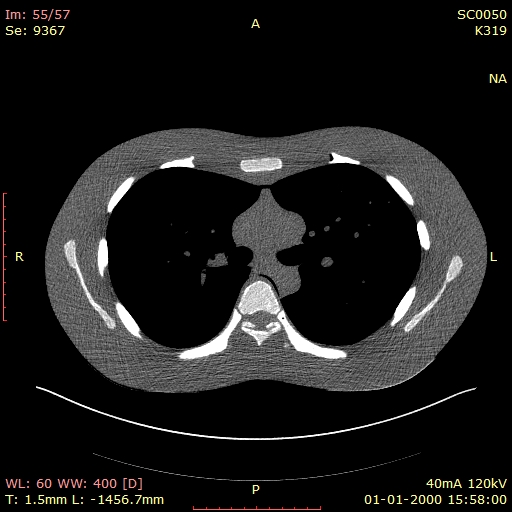 Im: 55/57
Se: 9367
A
SC0050
K319
NA
R
L
WL: 60 WW: 400 [D]
T: 1.5mm L: -1456.7mm
P
40mA 120kV
01-01-2000 15:58:00